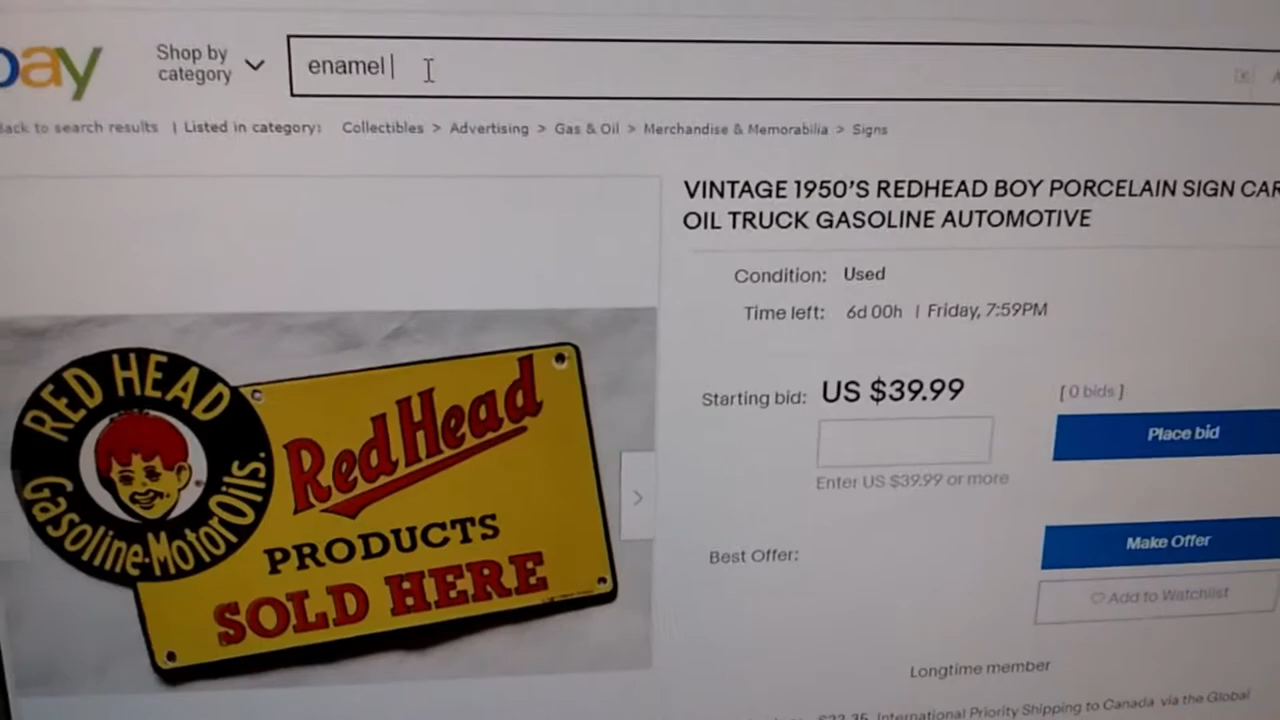 bay
Shop by
category
enamel
Back to search results | Listed in category:
Collectibles > Advertising > Gas & Oil > Merchandise & Memorabilia > Signs
VINTAGE 1950'S REDHEAD BOY PORCELAIN SIGN CAR
OIL TRUCK GASOLINE AUTOMOTIVE
Condition: Used
Time left: 6d 00h | Friday, 7:59PM
Starting bid: US $39.99
[ 0 bids ]
Place bid
Enter US $39.99 or more
Best Offer:
Make Offer
Add to Watchlist
Longtime member
International Priority Shipping to Canada via the Global
RED HEAD
Gasoline-Motor Oils.
RedHead
PRODUCTS
SOLD HERE